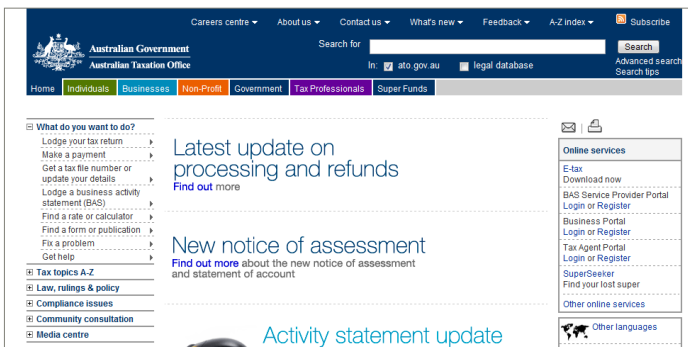 Careers centre About us Contact us What's new Feedback A-Z index Subscribe
Australian Government
Australian Taxation Office
Search for Search
In: ato.gov.au legal database
Advanced search
Search tips
Home Individuals Businesses Non-Profit Government Tax Professionals Super Funds
What do you want to do?
Lodge your tax return
Make a payment
Get a tax file number or
update your details
Lodge a business activity
statement (BAS)
Find a rate or calculator
Find a form or publication
Fix a problem
Get help
Tax topics A-Z
Law, rulings & policy
Compliance issues
Community consultation
Media centre
Latest update on
processing and refunds
Find out more
New notice of assessment
Find out more about the new notice of assessment
and statement of account
Activity statement update
Online services
E-tax
Download now
BAS Service Provider Portal
Login or Register
Business Portal
Login or Register
Tax Agent Portal
Login or Register
SuperSeeker
Find your lost super
Other online services
Other languages